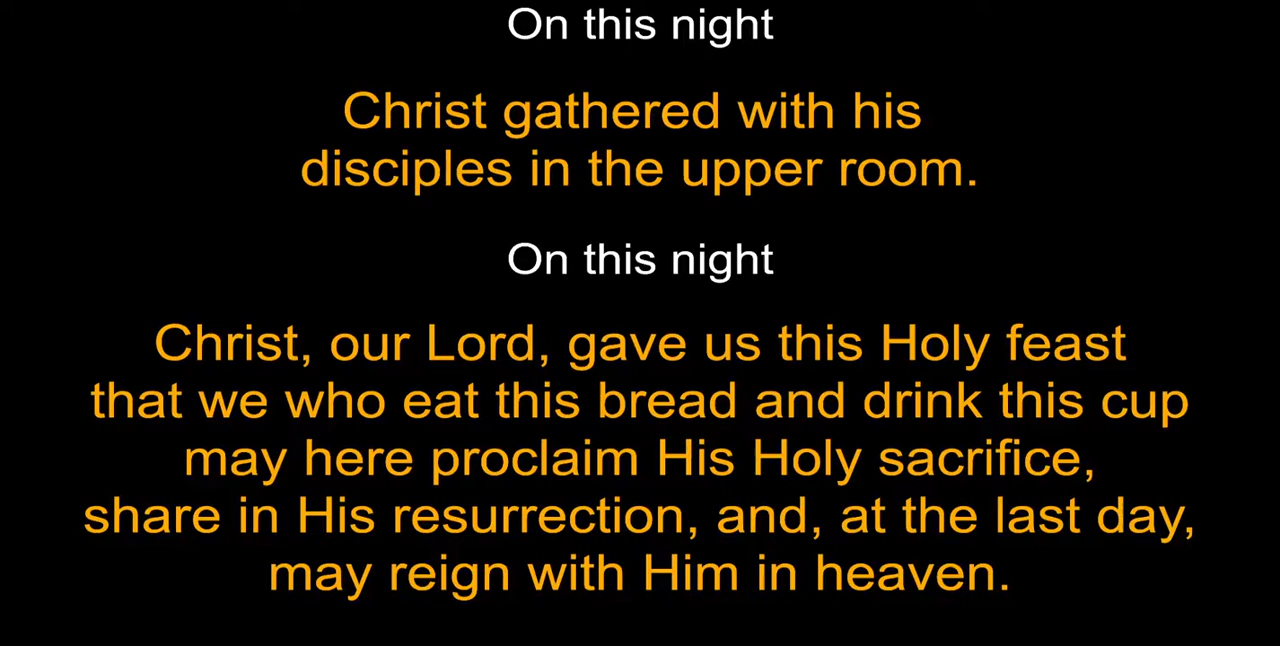 On this night
Christ gathered with his
disciples in the upper room.
On this night
Christ, our Lord, gave us this Holy feast
that we who eat this bread and drink this cup
may here proclaim His Holy sacrifice,
share in His resurrection, and, at the last day,
may reign with Him in heaven.